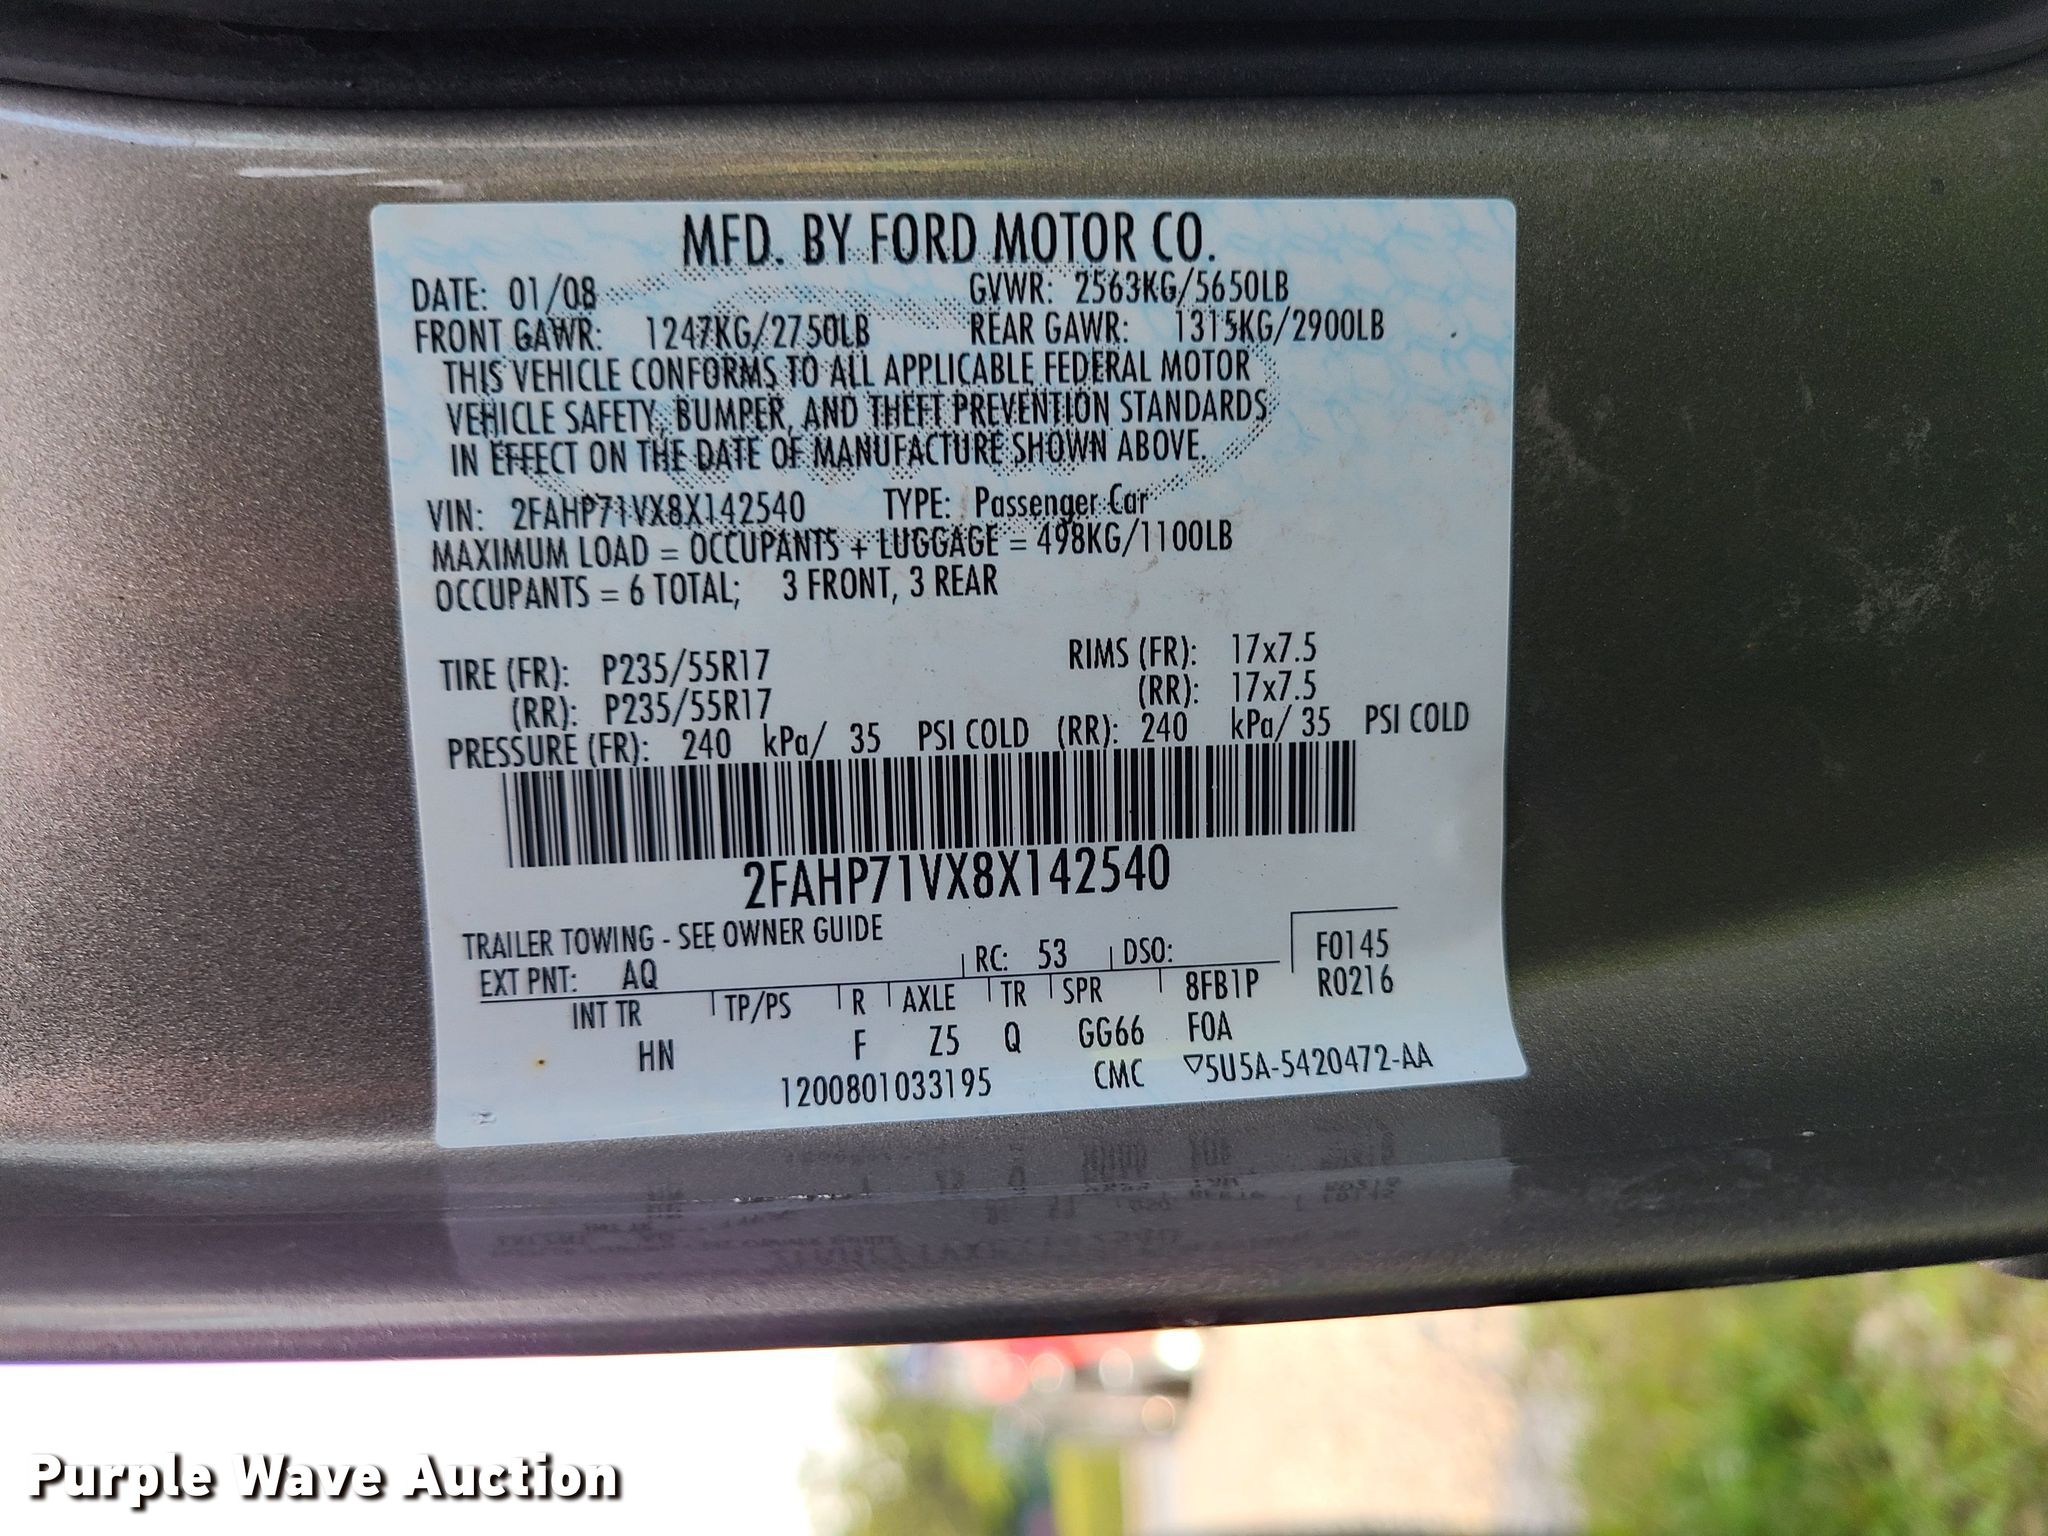 MFD. BY FORD MOTOR CO.
DATE: 01/08 GVWR: 2563KG/5650LB
FRONT GAWR: 1247KG/2750LB REAR GAWR: 1315KG/2900LB
THIS VEHICLE CONFORMS TO ALL APPLICABLE FEDERAL MOTOR
VEHICLE SAFETY, BUMPER, AND THEFT PREVENTION STANDARDS
IN EFFECT ON THE DATE OF MANUFACTURE SHOWN ABOVE.
VIN: 2FAHP71VX8X142540 TYPE: Passenger Car
MAXIMUM LOAD = OCCUPANTS + LUGGAGE = 498KG/1100LB
OCCUPANTS = 6 TOTAL; 3 FRONT, 3 REAR
TIRE (FR): P235/55R17 RIMS (FR): 17x7.5
(RR): P235/55R17 (RR): 17x7.5
PRESSURE (FR): 240 kPa/ 35 PSI COLD (RR): 240 kPa/ 35 PSI COLD
2FAHP71VX8X142540
TRAILER TOWING - SEE OWNER GUIDE
EXT PNT: AQ RC: 53 DSO: F0145
INT TR TP/PS R AXLE TR SPR 8FB1P R0216
HN F Z5 Q GG66 F0A
1200801033195 CMC ▽5U5A-5420472-AA
Purple Wave Auction